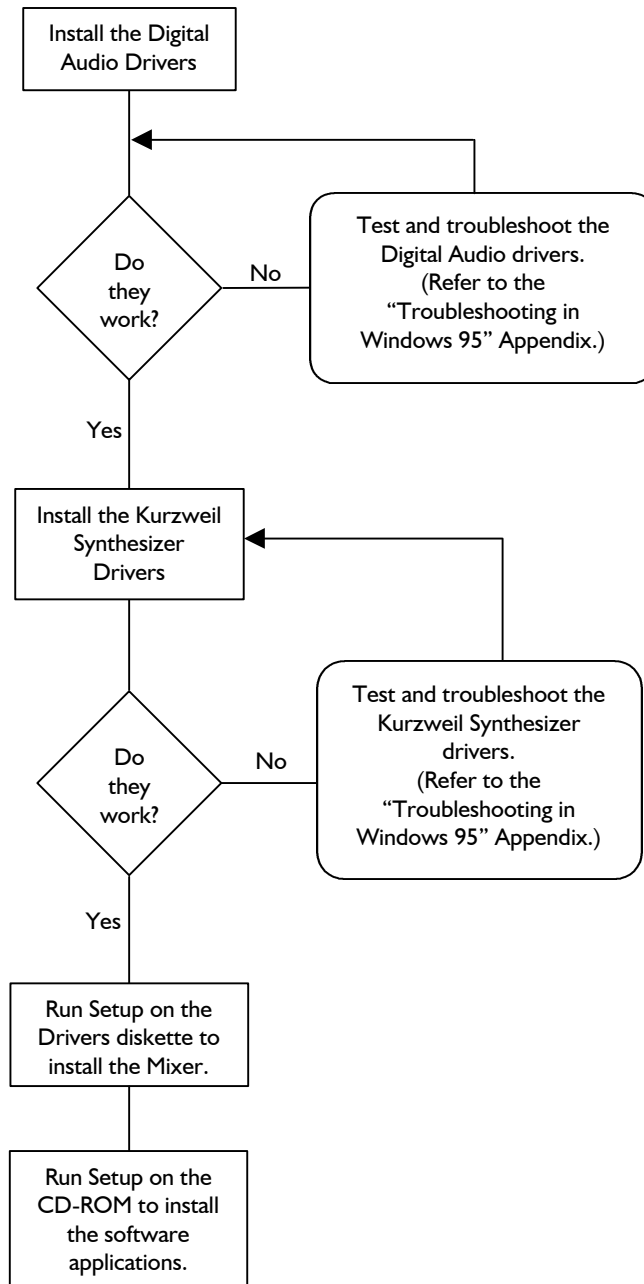 Install the Digital
Audio Drivers
Do
they
work?
No
Test and troubleshoot the
Digital Audio drivers.
(Refer to the
“Troubleshooting in
Windows 95” Appendix.)
Yes
Install the Kurzweil
Synthesizer
Drivers
Do
they
work?
No
Test and troubleshoot the
Kurzweil Synthesizer
drivers.
(Refer to the
“Troubleshooting in
Windows 95” Appendix.)
Yes
Run Setup on the
Drivers diskette to
install the Mixer.
Run Setup on the
CD-ROM to install
the software
applications.